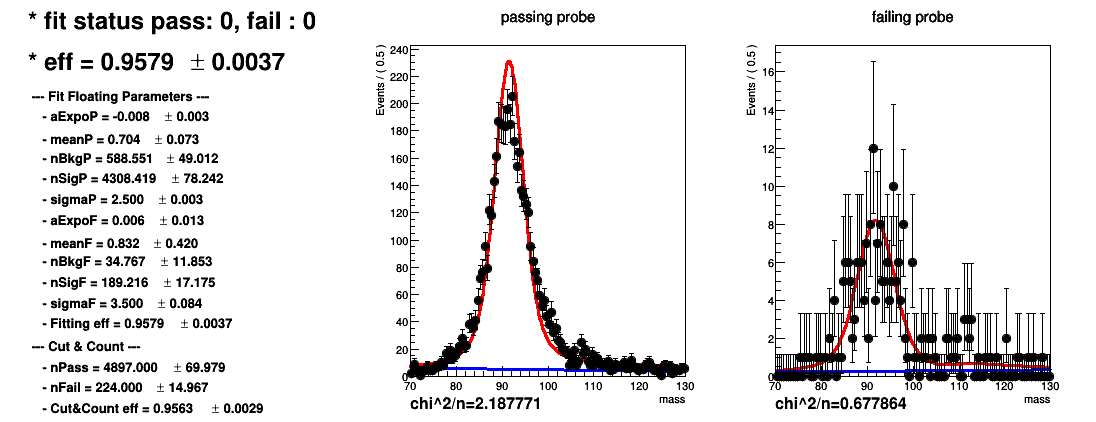 * fit status pass: 0, fail : 0
* eff = 0.9579 ± 0.0037
--- Fit Floating Parameters ---
- aExpoP = -0.008 ± 0.003
- meanP = 0.704 ± 0.073
- nBkgP = 588.551 ± 49.012
- nSigP = 4308.419 ± 78.242
- sigmaP = 2.500 ± 0.003
- aExpoF = 0.006 ± 0.013
- meanF = 0.832 ± 0.420
- nBkgF = 34.767 ± 11.853
- nSigF = 189.216 ± 17.175
- sigmaF = 3.500 ± 0.084
- Fitting eff = 0.9579 ± 0.0037
--- Cut & Count ---
- nPass = 4897.000 ± 69.979
- nFail = 224.000 ± 14.967
- Cut&Count eff = 0.9563 ± 0.0029
passing probe
Events / ( 0.5 )
240
220
200
180
160
140
120
100
80
60
40
20
0
70 80 90 100 110 120 130
mass
chi^2/n=2.187771
failing probe
Events / ( 0.5 )
16
14
12
10
8
6
4
2
0
70 80 90 100 110 120 130
mass
chi^2/n=0.677864